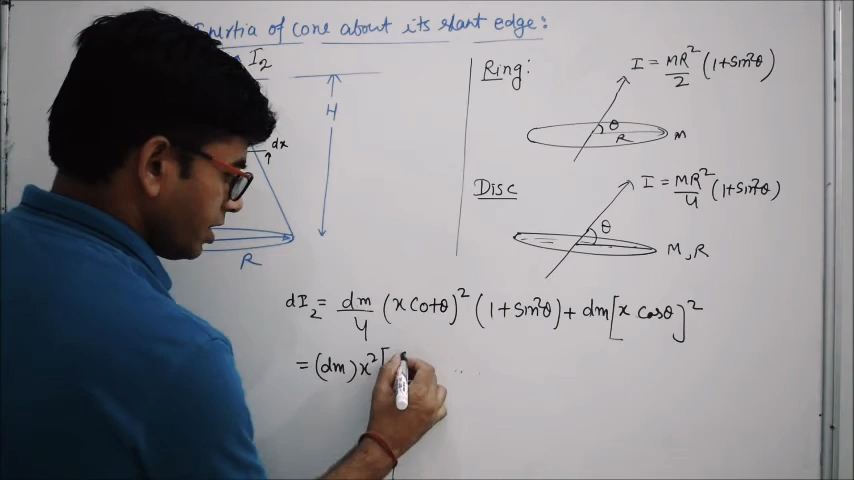 Inertia of cone about its slant edge:
I₂
H
dx
R
Ring:
I = MR²/2 (1+Sin²θ)
θ
R
M
Disc
I = MR²/4 (1+Sin²θ)
θ
M,R
dI₂ = dm/4 (x Cotθ)² (1+Sin²θ) + dm[x Cosθ]²
= (dm)x²[